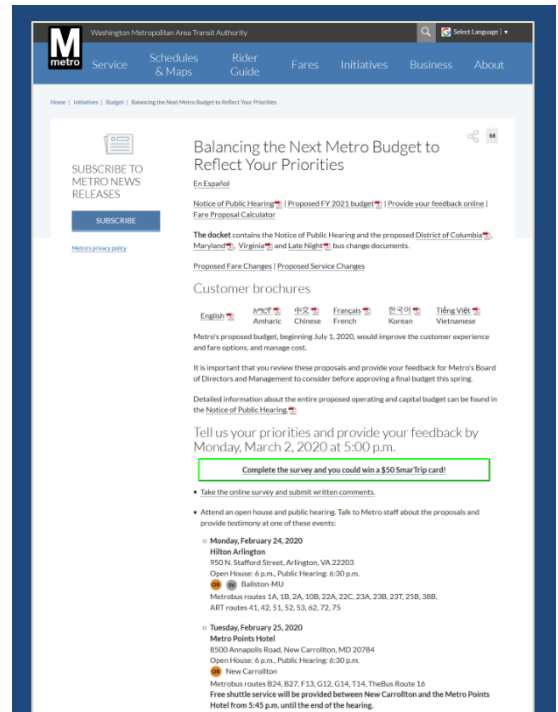 Washington Metropolitan Area Transit Authority
Select Language | ▼
M
metro
Service
Schedules & Maps
Rider Guide
Fares
Initiatives
Business
About
Home | Initiatives | Budget | Balancing the Next Metro Budget to Reflect Your Priorities
68
SUBSCRIBE TO
METRO NEWS
RELEASES
SUBSCRIBE
Metro's privacy policy
Balancing the Next Metro Budget to
Reflect Your Priorities
En Español
Notice of Public Hearing | Proposed FY 2021 budget | Provide your feedback online |
Fare Proposal Calculator
The docket contains the Notice of Public Hearing and the proposed District of Columbia,
Maryland, Virginia and Late Night bus change documents.
Proposed Fare Changes | Proposed Service Changes
Customer brochures
English
አማርኛ
Amharic
中文
Chinese
Français
French
한국어
Korean
Tiếng Việt
Vietnamese
Metro's proposed budget, beginning July 1, 2020, would improve the customer experience
and fare options, and manage cost.
It is important that you review these proposals and provide your feedback for Metro's Board
of Directors and Management to consider before approving a final budget this spring.
Detailed information about the entire proposed operating and capital budget can be found in
the Notice of Public Hearing.
Tell us your priorities and provide your feedback by
Monday, March 2, 2020 at 5:00 p.m.
Complete the survey and you could win a $50 SmarTrip card!
• Take the online survey and submit written comments.
• Attend an open house and public hearing. Talk to Metro staff about the proposals and
provide testimony at one of these events:
○ Monday, February 24, 2020
Hilton Arlington
950 N. Stafford Street, Arlington, VA 22203
Open House: 6 p.m., Public Hearing: 6:30 p.m.
OR SV Ballston-MU
Metrobus routes 1A, 1B, 2A, 10B, 22A, 22C, 23A, 23B, 23T, 25B, 38B,
ART routes 41, 42, 51, 52, 53, 62, 72, 75
○ Tuesday, February 25, 2020
Metro Points Hotel
8500 Annapolis Road, New Carrollton, MD 20784
Open House: 6 p.m., Public Hearing: 6:30 p.m.
OR New Carrollton
Metrobus routes B24, B27, F13, G12, G14, T14, TheBus Route 16
Free shuttle service will be provided between New Carrollton and the Metro Points
Hotel from 5:45 p.m. until the end of the hearing.